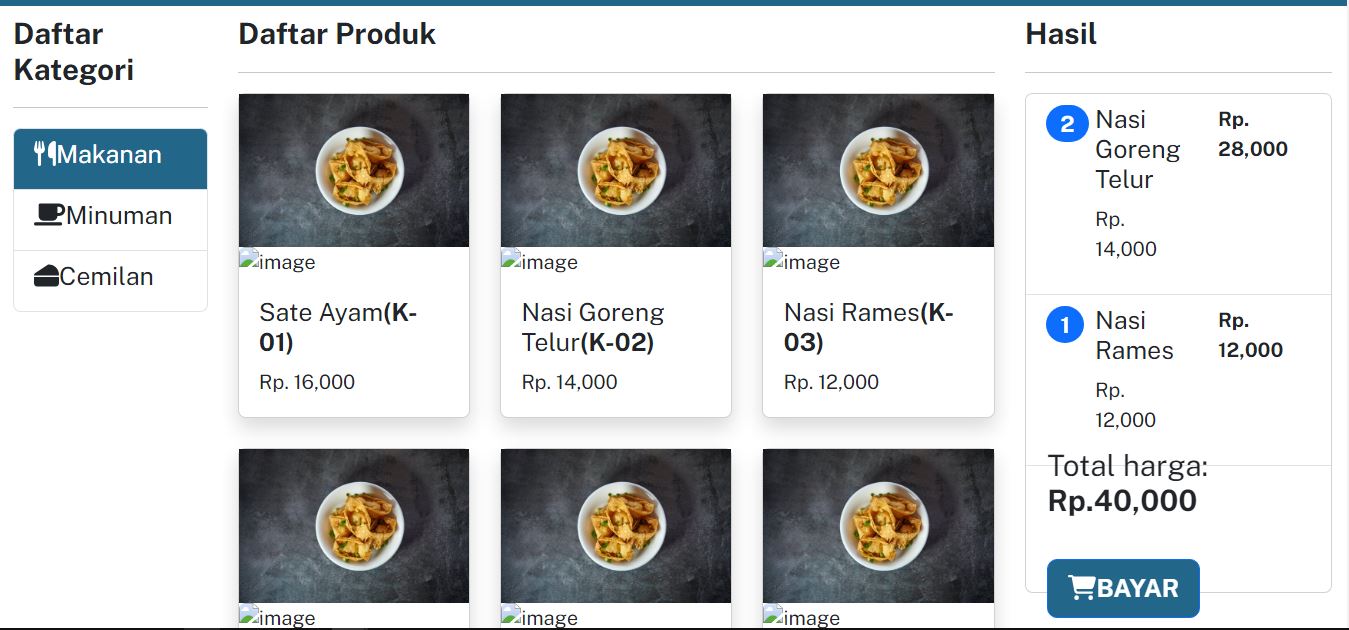 Daftar
Kategori
Makanan
Minuman
Cemilan
Daftar Produk
image
Sate Ayam(K-
01)
Rp. 16,000
image
Nasi Goreng
Telur(K-02)
Rp. 14,000
image
Nasi Rames(K-
03)
Rp. 12,000
image
image
image
Hasil
2
Nasi
Goreng
Telur
Rp.
14,000
Rp.
28,000
1
Nasi
Rames
Rp.
12,000
Rp.
12,000
Total harga:
Rp.40,000
BAYAR